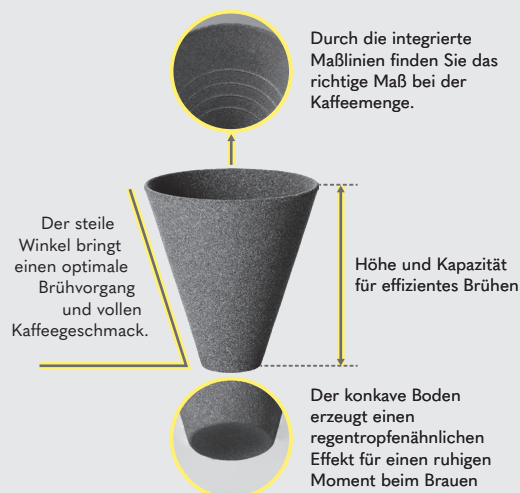 Durch die integrierte
Maßlinien finden Sie das
richtige Maß bei der
Kaffeemenge.
Der steile
Winkel bringt
einen optimale
Brühvorgang
und vollen
Kaffeegeschmack.
Höhe und Kapazität
für effizientes Brühen
Der konkave Boden
erzeugt einen
regentropfenähnlichen
Effekt für einen ruhigen
Moment beim Brauen